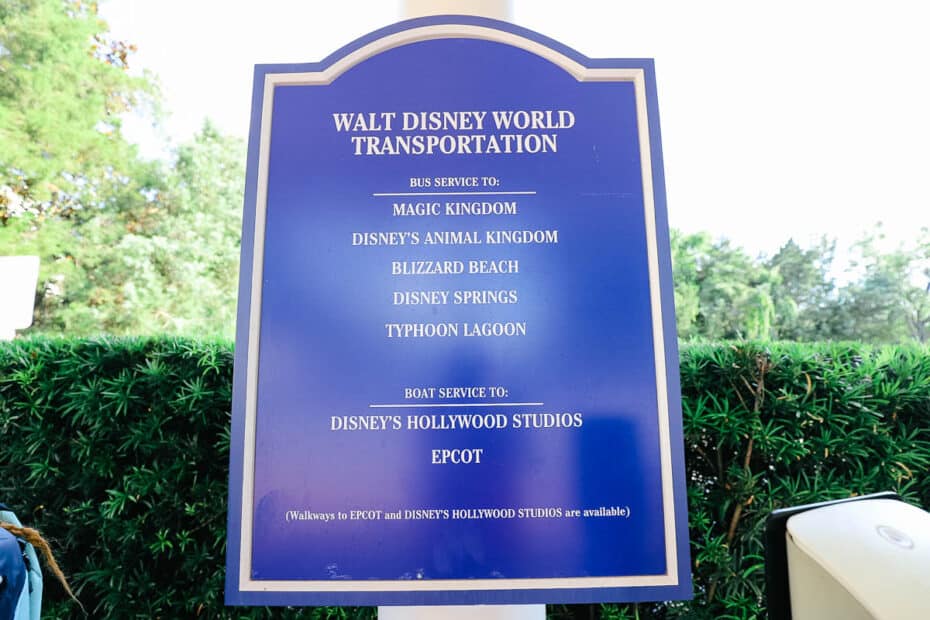 WALT DISNEY WORLD
TRANSPORTATION
BUS SERVICE TO:
MAGIC KINGDOM
DISNEY'S ANIMAL KINGDOM
BLIZZARD BEACH
DISNEY SPRINGS
TYPHOON LAGOON
BOAT SERVICE TO:
DISNEY'S HOLLYWOOD STUDIOS
EPCOT
(Walkways to EPCOT and DISNEY'S HOLLYWOOD STUDIOS are available)